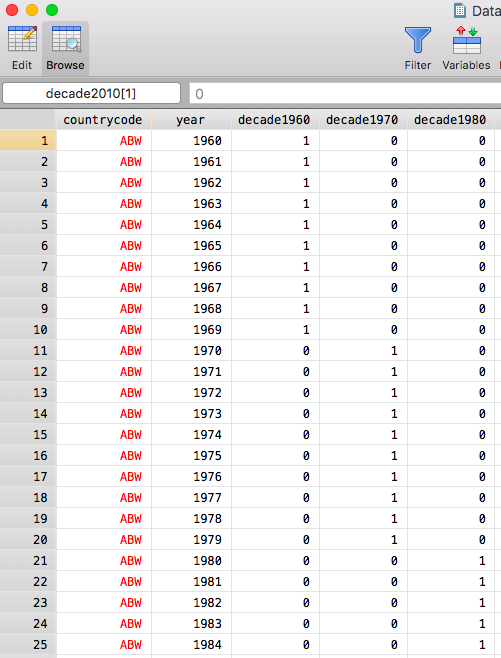 Data
Edit Browse Filter Variables
decade2010[1] 0
countrycode year decade1960 decade1970 decade1980
1 ABW 1960 1 0 0
2 ABW 1961 1 0 0
3 ABW 1962 1 0 0
4 ABW 1963 1 0 0
5 ABW 1964 1 0 0
6 ABW 1965 1 0 0
7 ABW 1966 1 0 0
8 ABW 1967 1 0 0
9 ABW 1968 1 0 0
10 ABW 1969 1 0 0
11 ABW 1970 0 1 0
12 ABW 1971 0 1 0
13 ABW 1972 0 1 0
14 ABW 1973 0 1 0
15 ABW 1974 0 1 0
16 ABW 1975 0 1 0
17 ABW 1976 0 1 0
18 ABW 1977 0 1 0
19 ABW 1978 0 1 0
20 ABW 1979 0 1 0
21 ABW 1980 0 0 1
22 ABW 1981 0 0 1
23 ABW 1982 0 0 1
24 ABW 1983 0 0 1
25 ABW 1984 0 0 1